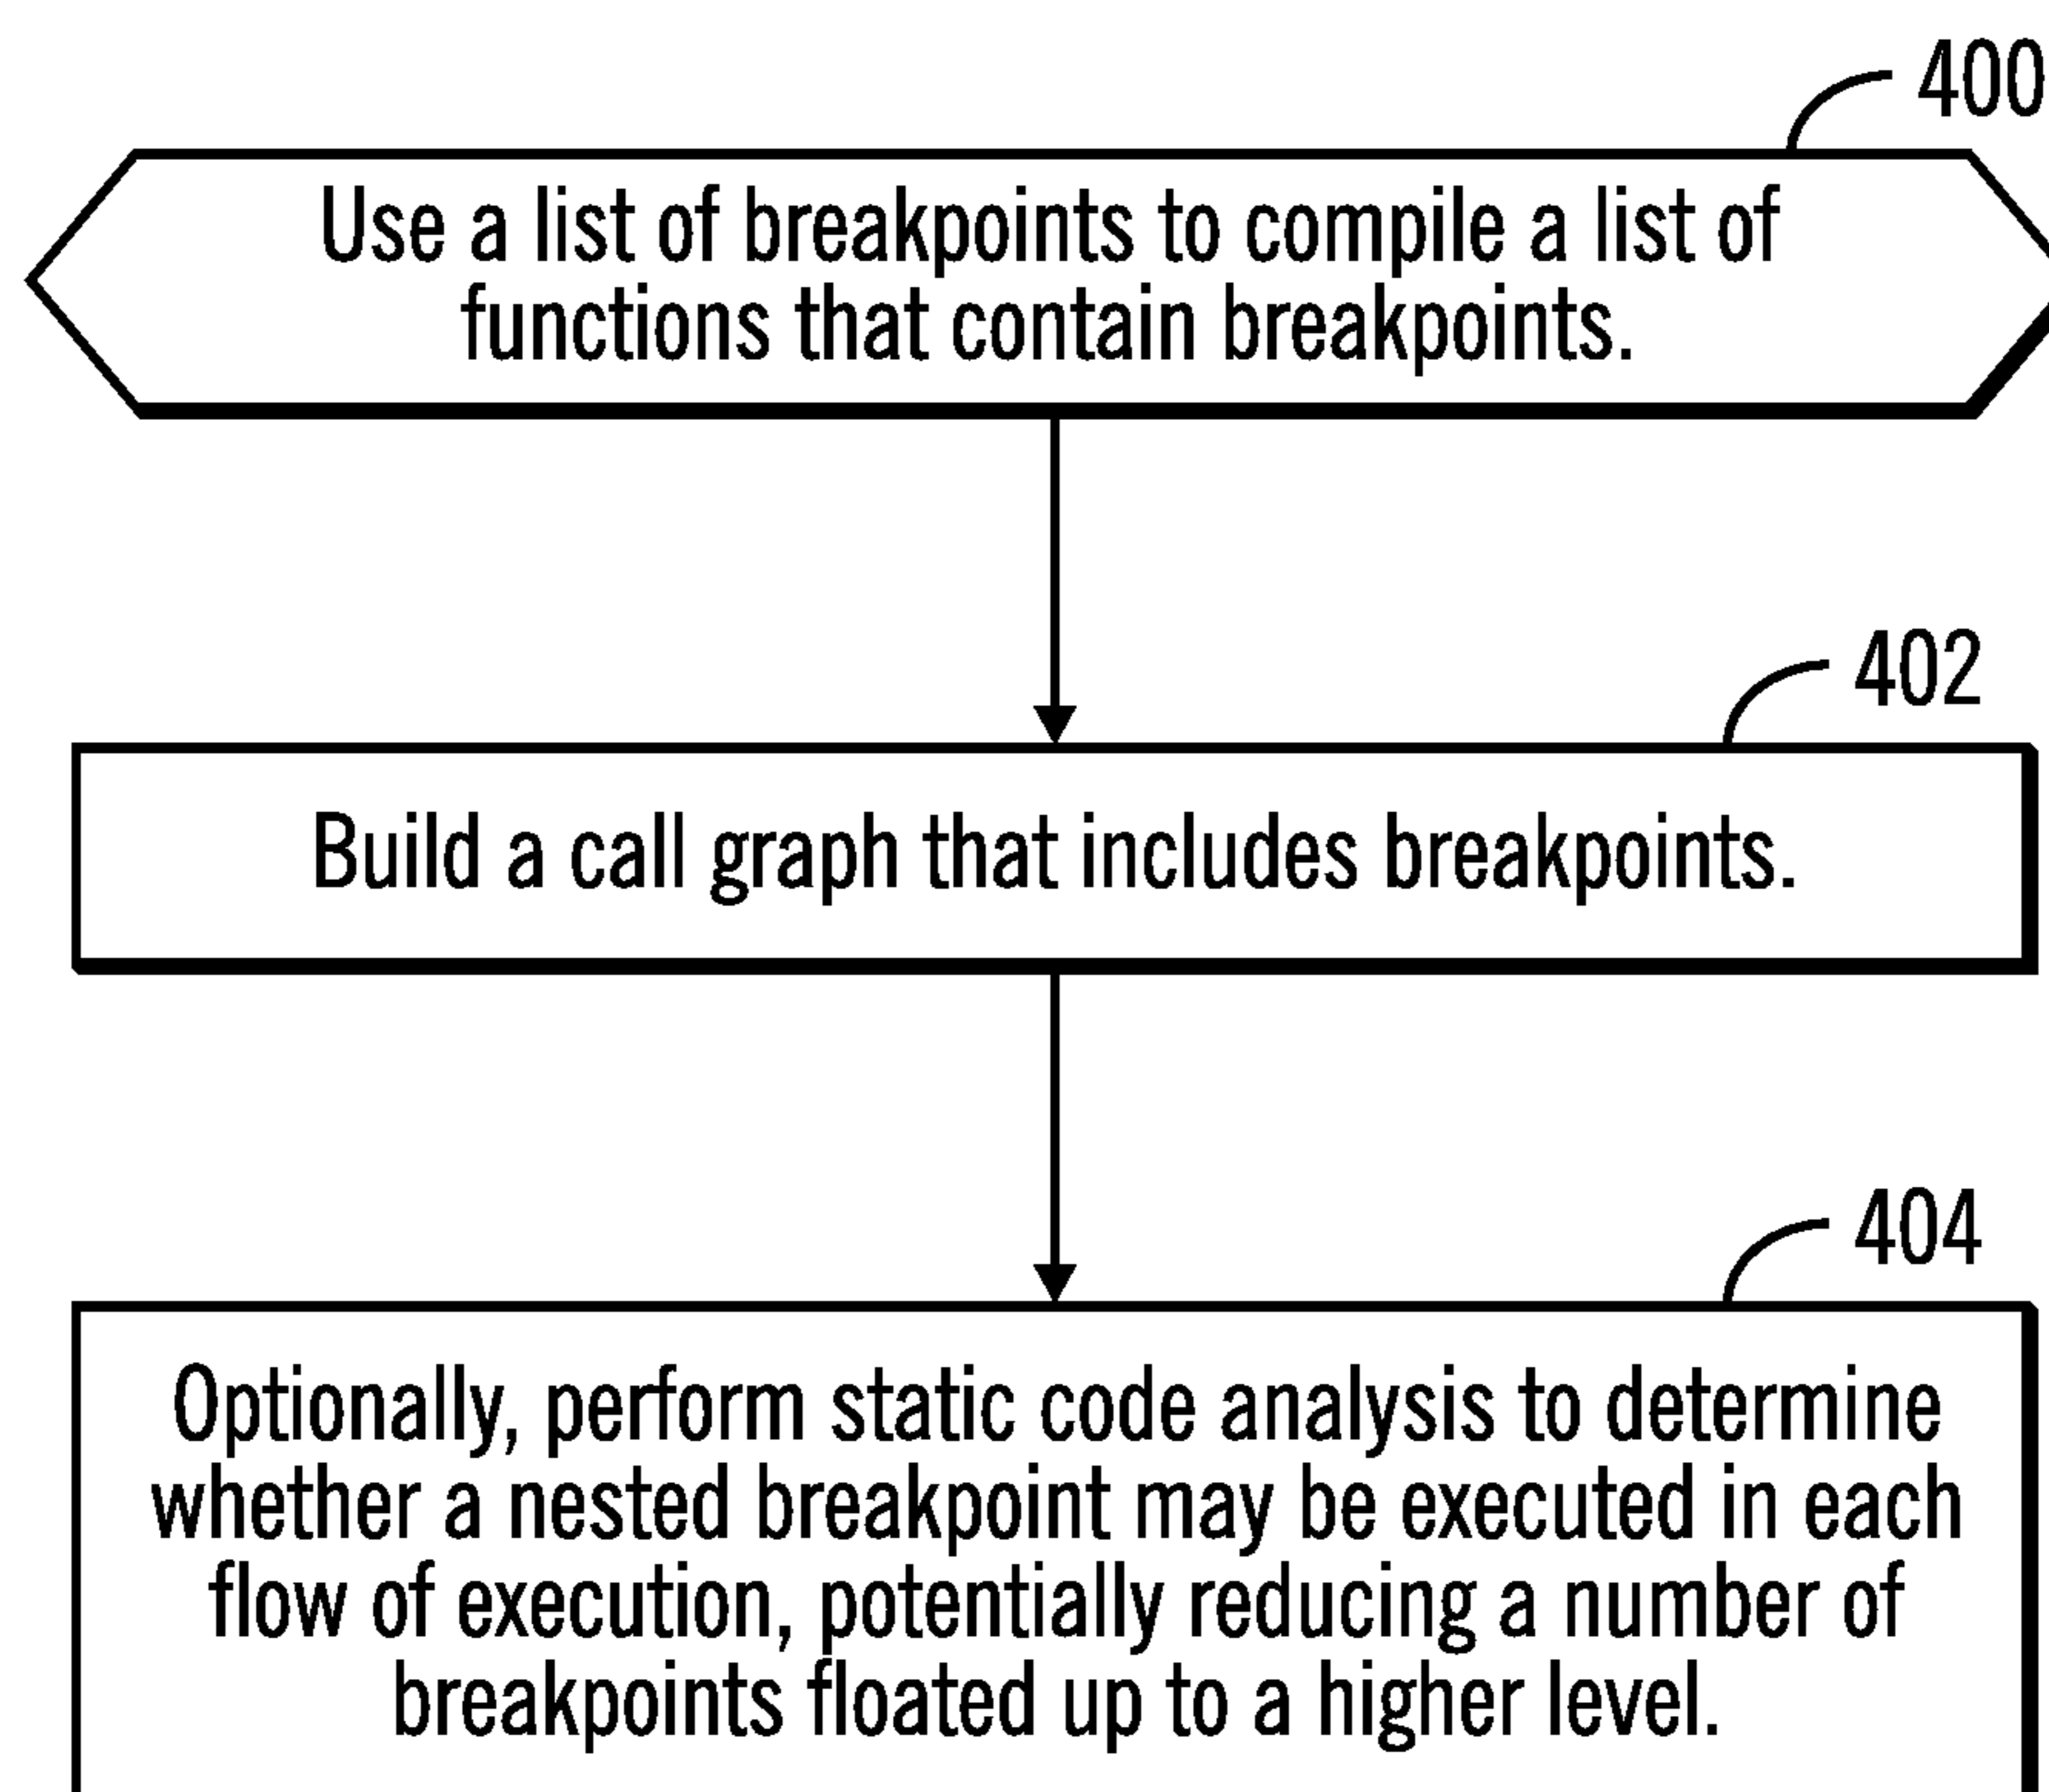 400
Use a list of breakpoints to compile a list of
functions that contain breakpoints.
402
Build a call graph that includes breakpoints.
404
Optionally, perform static code analysis to determine
whether a nested breakpoint may be executed in each
flow of execution, potentially reducing a number of
breakpoints floated up to a higher level.